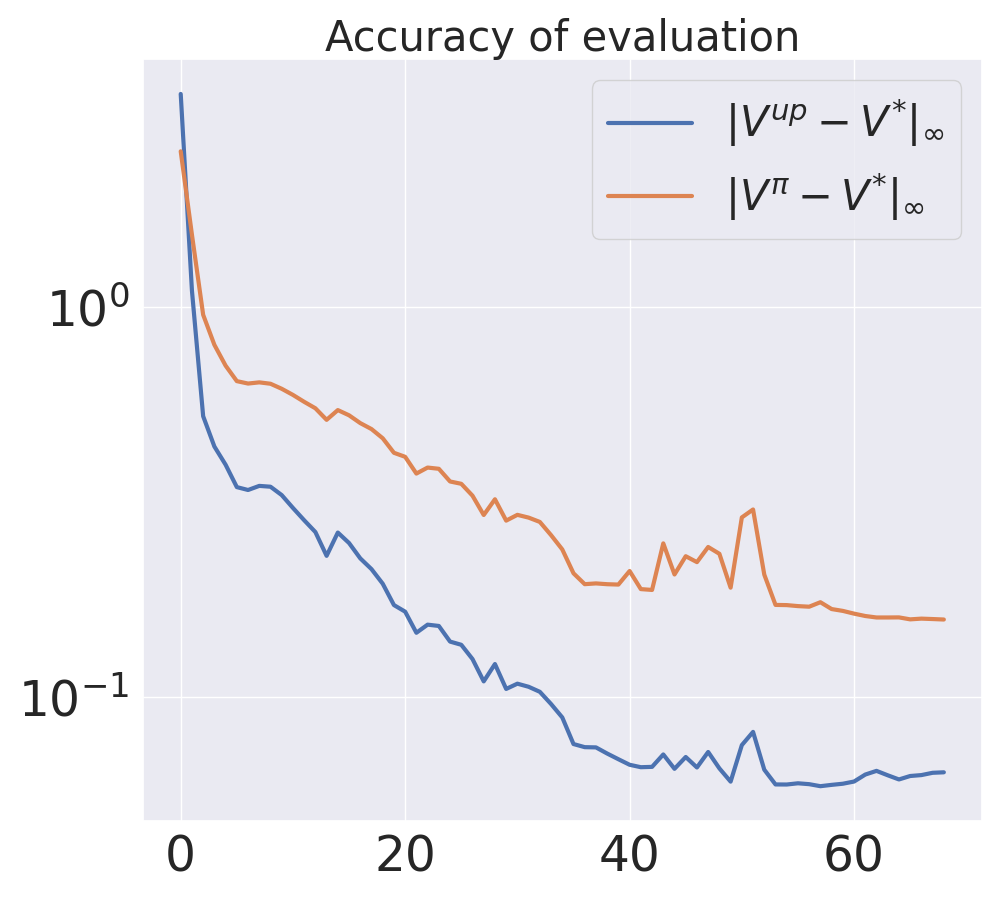 Accuracy of evaluation
|V^{up} − V^*|_∞
|V^π − V^*|_∞
10^0
10^{−1}
0 20 40 60